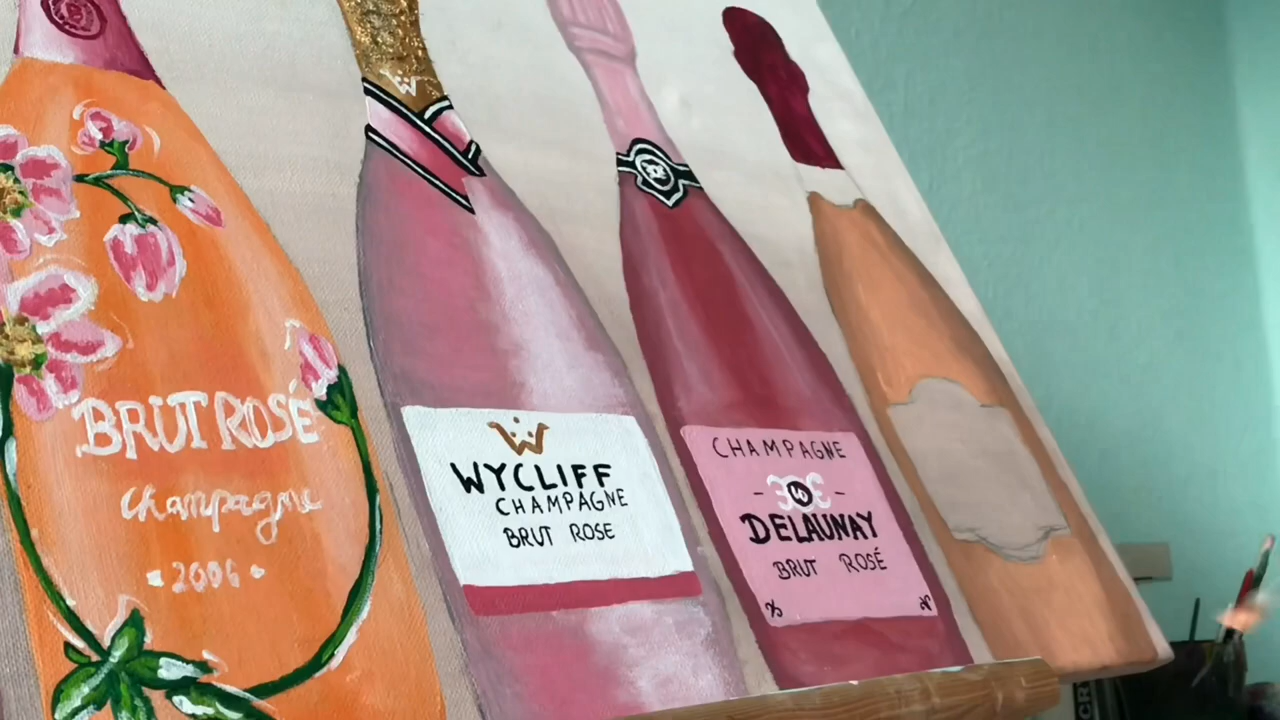 BRUT ROSÉ
Champagne
-2006-
W
W
WYCLIFF
CHAMPAGNE
BRUT ROSE
CHAMPAGNE
DELAUNAY
BRUT ROSÉ